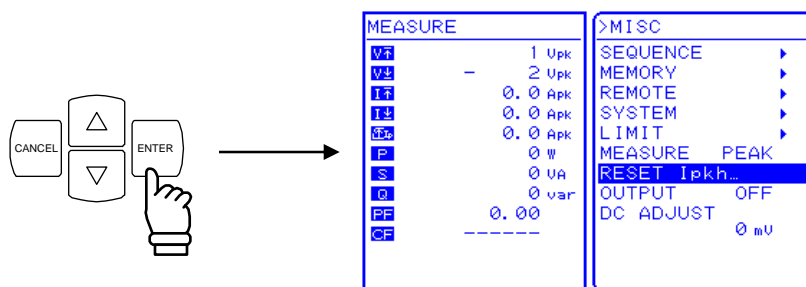 CANCEL
ENTER
MEASURE
V 1 Vpk
V - 2 Vpk
I 0.0 Apk
I 0.0 Apk
0.0 Apk
P 0 W
S 0 VA
Q 0 var
PF 0.00
CF ------
>MISC
SEQUENCE
MEMORY
REMOTE
SYSTEM
LIMIT
MEASURE PEAK
RESET Ipkh…
OUTPUT OFF
DC ADJUST
0 mV